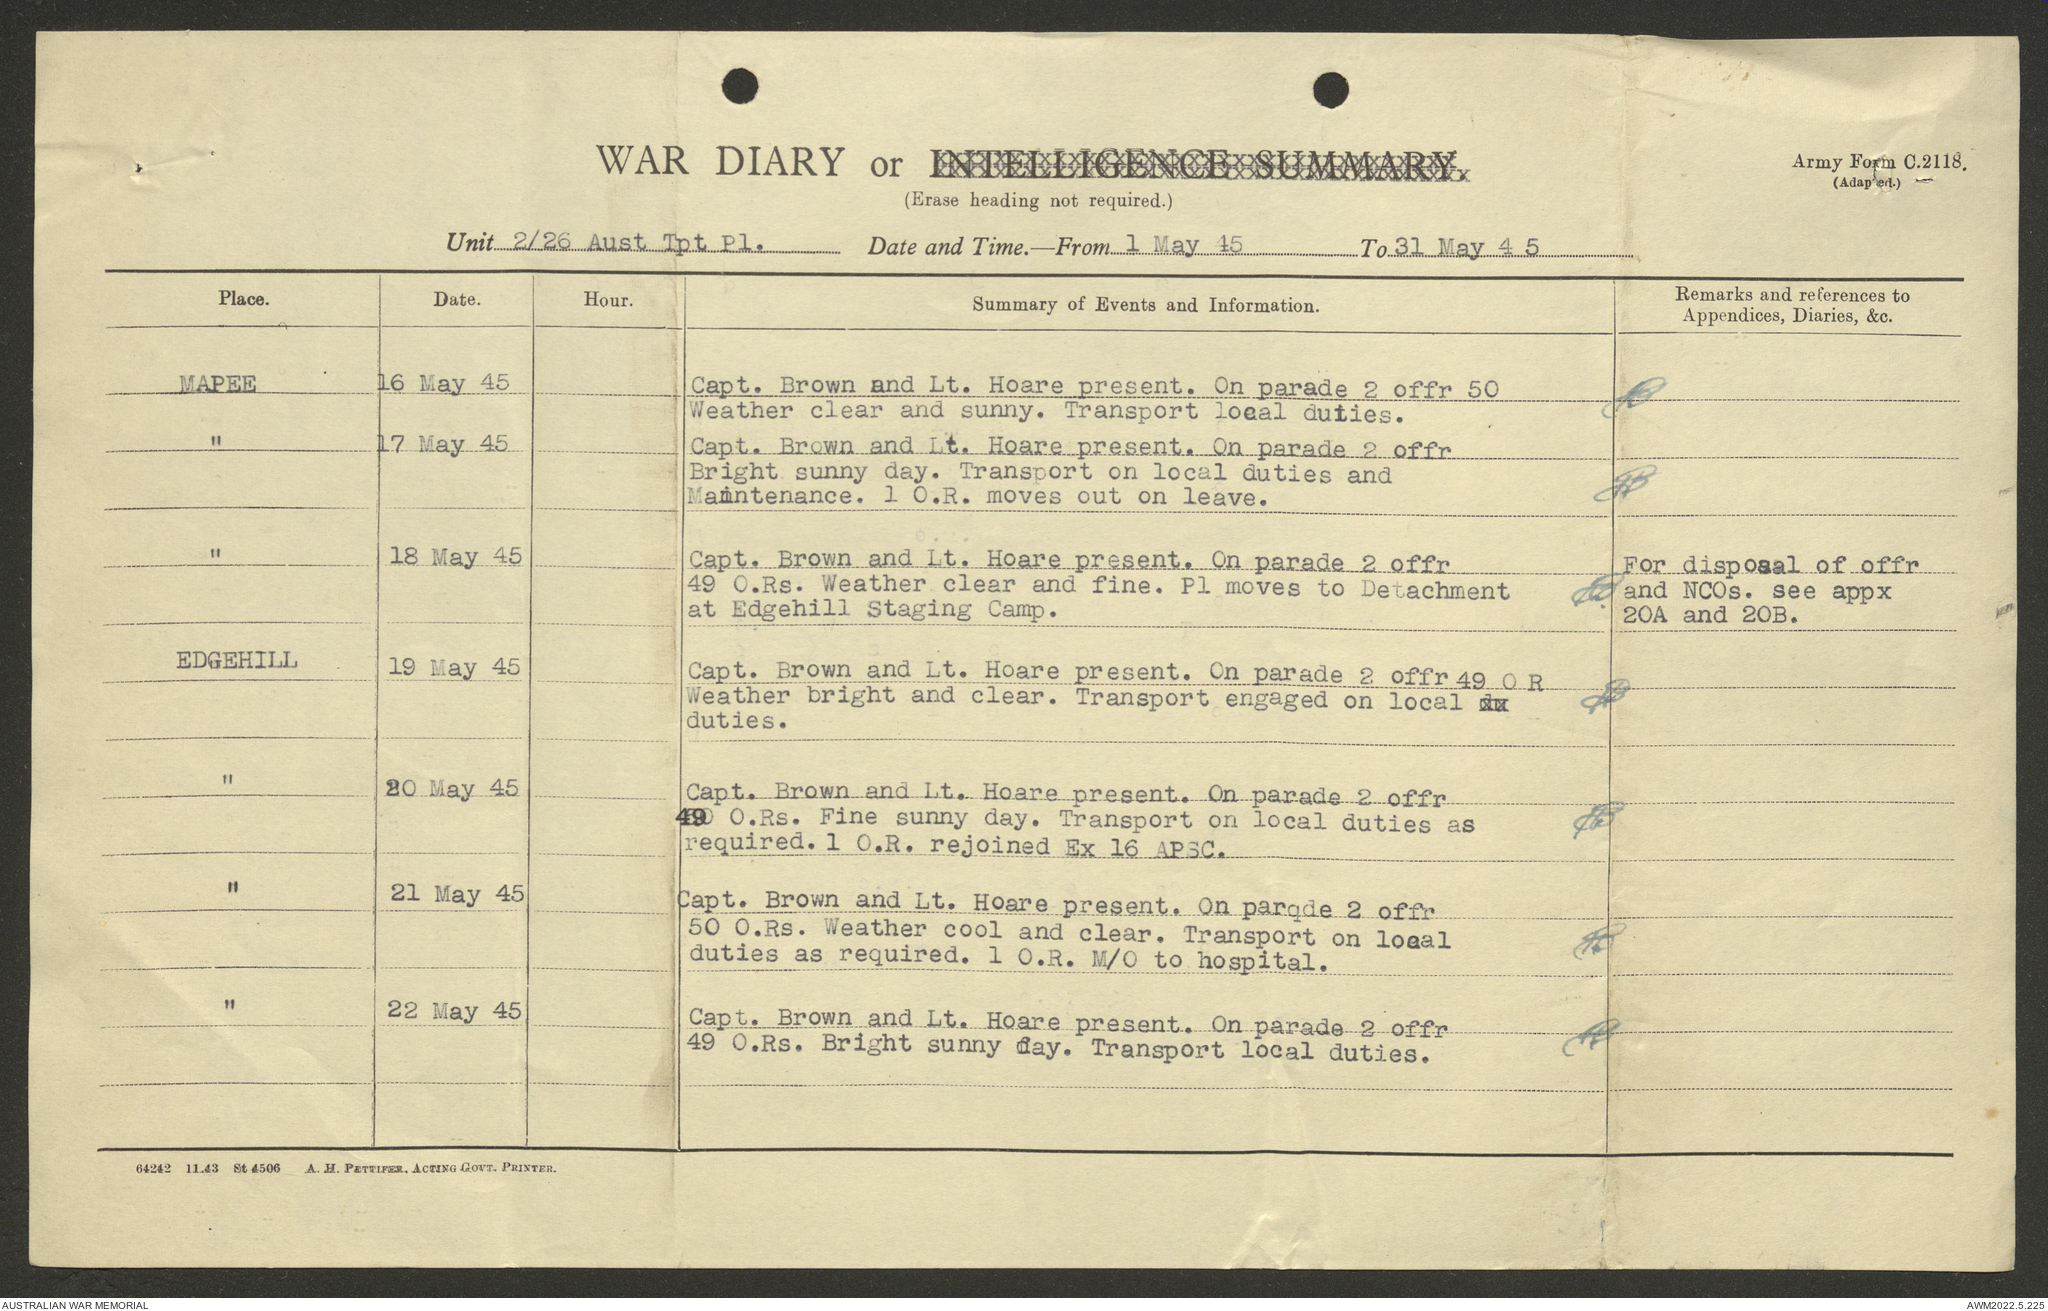 WAR DIARY or INTELLIGENCE SUMMARY.
(Erase heading not required.)
Army Form C.2118.
(Adapted.)
Unit 2/26 Aust Tpt Pl. Date and Time.—From 1 May 45 To 31 May 4 5
Place. Date. Hour. Summary of Events and Information. Remarks and references to
Appendices, Diaries, &c.
MAPEE 16 May 45 Capt. Brown and Lt. Hoare present. On parade 2 offr 50
Weather clear and sunny. Transport local duties.
" 17 May 45 Capt. Brown and Lt. Hoare present. On parade 2 offr
Bright sunny day. Transport on local duties and
Maintenance. 1 O.R. moves out on leave.
" 18 May 45 Capt. Brown and Lt. Hoare present. On parade 2 offr
49 O.Rs. Weather clear and fine. Pl moves to Detachment
at Edgehill Staging Camp.
For disposal of offr
and NCOs. see appx
20A and 20B.
EDGEHILL 19 May 45 Capt. Brown and Lt. Hoare present. On parade 2 offr 49 O R
Weather bright and clear. Transport engaged on local
duties.
" 20 May 45 Capt. Brown and Lt. Hoare present. On parade 2 offr
49 O.Rs. Fine sunny day. Transport on local duties as
required. 1 O.R. rejoined Ex 16 APSC.
" 21 May 45 Capt. Brown and Lt. Hoare present. On parqde 2 offr
50 O.Rs. Weather cool and clear. Transport on local
duties as required. 1 O.R. M/O to hospital.
" 22 May 45 Capt. Brown and Lt. Hoare present. On parade 2 offr
49 O.Rs. Bright sunny day. Transport local duties.
64242 11.43 St 4506 A. H. PETTIFER, ACTING GOVT. PRINTER.
AUSTRALIAN WAR MEMORIAL AWM2022.5.225